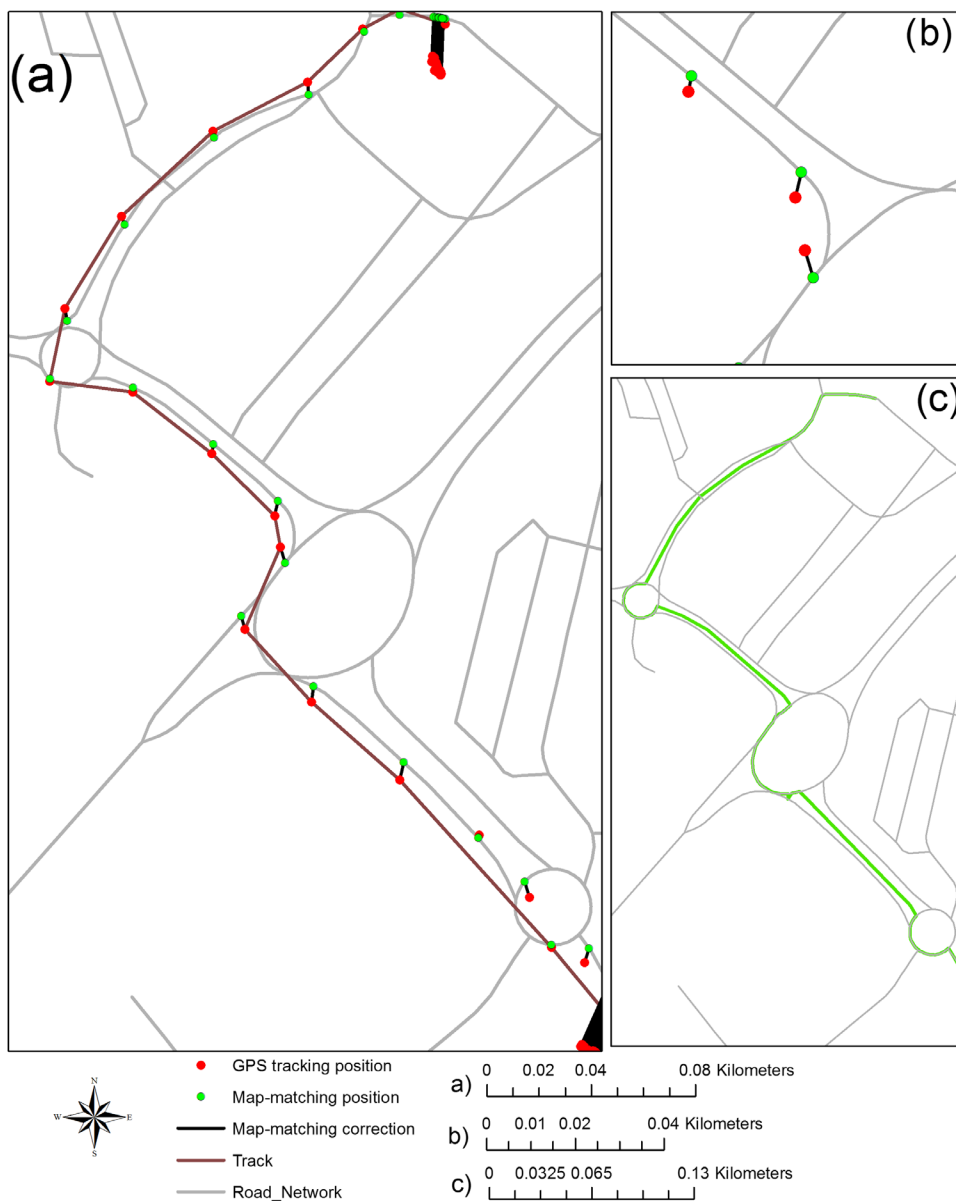 (a)
(b)
(c)
N
W E
S
GPS tracking position
Map-matching position
Map-matching correction
Track
Road_Network
a) 0 0.02 0.04 0.08 Kilometers
b) 0 0.01 0.02 0.04 Kilometers
c) 0 0.0325 0.065 0.13 Kilometers